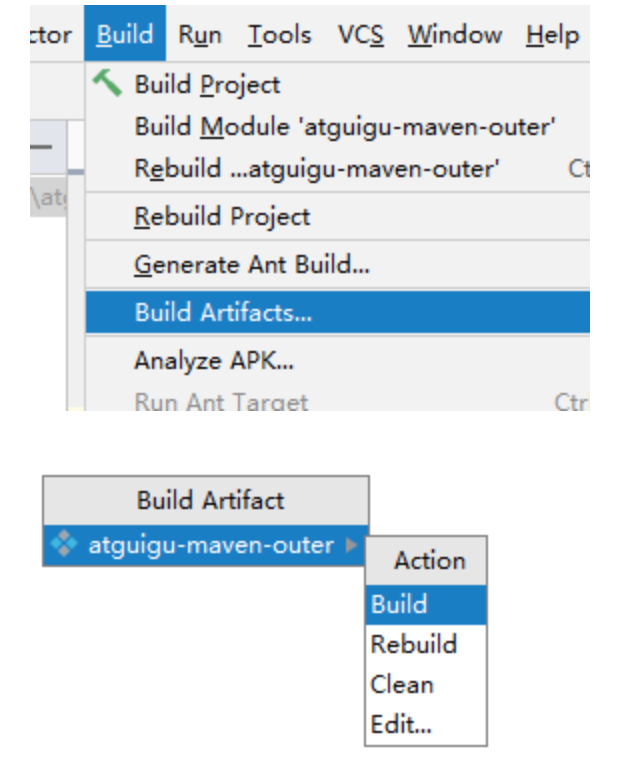 ctor Build Run Tools VCS Window Help
Build Project
Build Module 'atguigu-maven-outer'
Rebuild ...atguigu-maven-outer' Ct
\atg
Rebuild Project
Generate Ant Build...
Build Artifacts...
Analyze APK...
Run Ant Target Ctr
Build Artifact
atguigu-maven-outer
Action
Build
Rebuild
Clean
Edit...